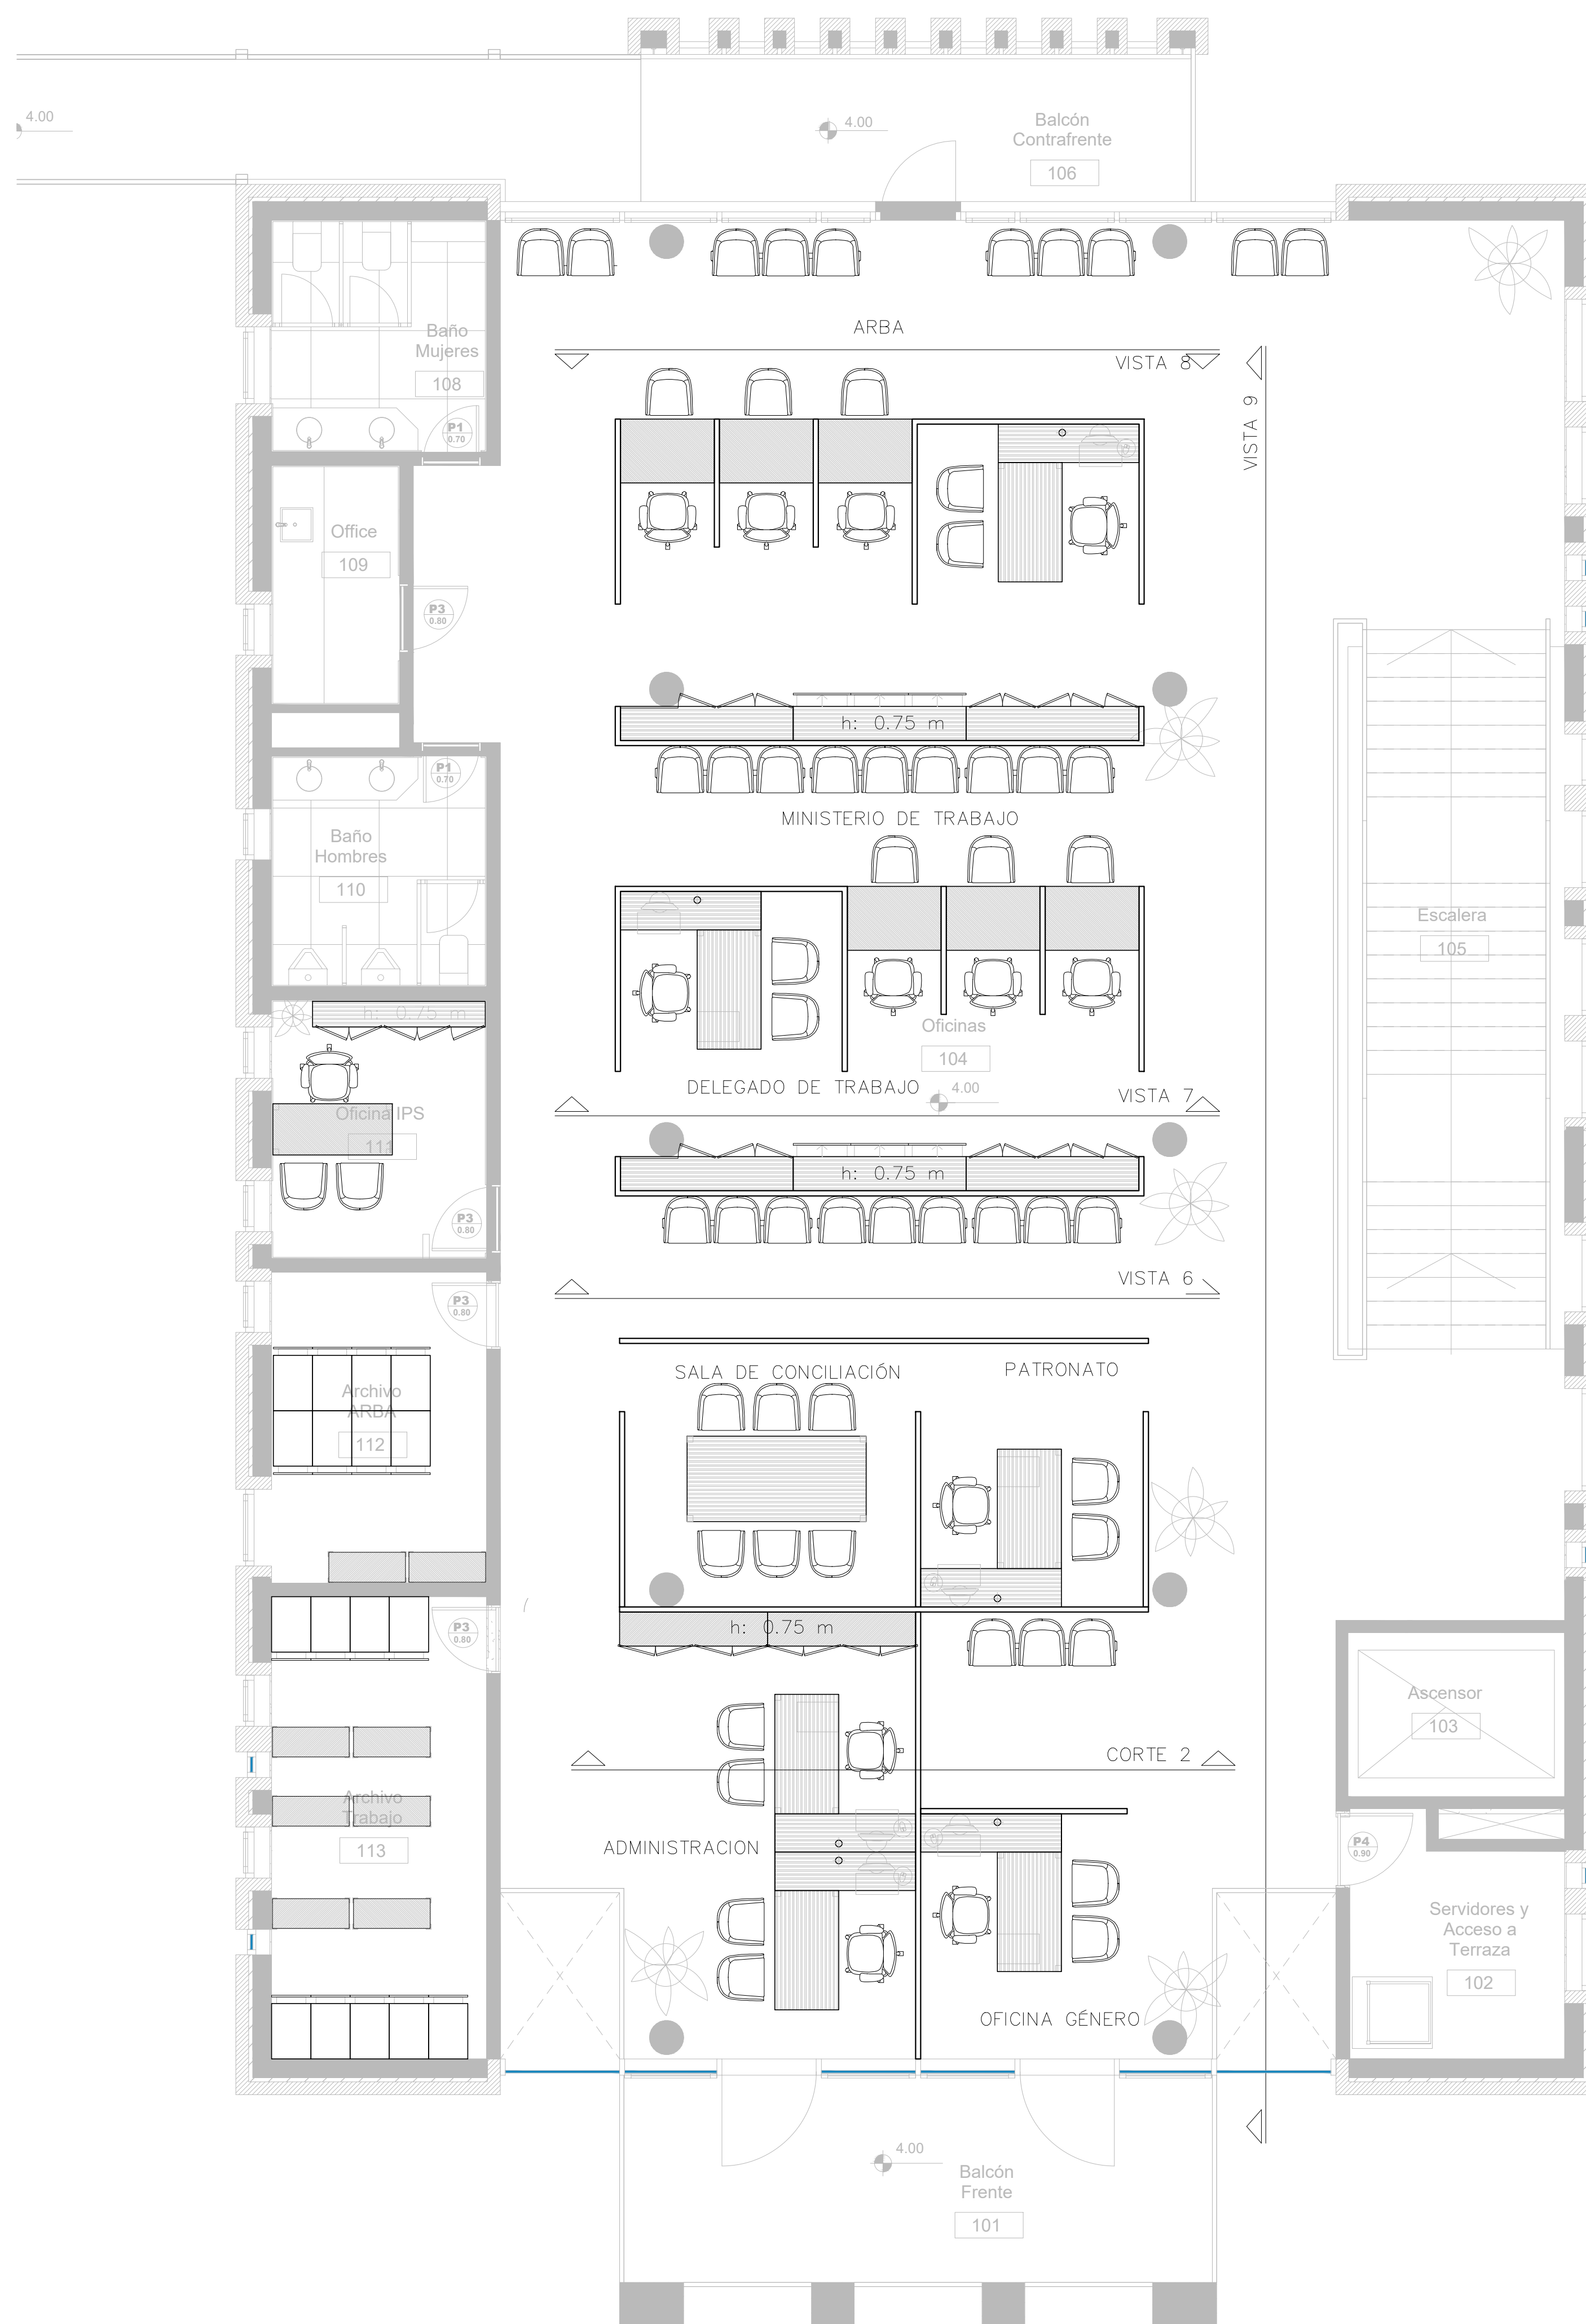 4.00
4.00
Balcón
Contrafrente
106
ARBA
VISTA 8
VISTA 9
Baño
Mujeres
108
P1
0.70
Office
109
P3
0.80
h: 0.75 m
P1
0.70
MINISTERIO DE TRABAJO
Baño
Hombres
110
Escalera
105
h: 0.75 m
Oficinas
104
DELEGADO DE TRABAJO
4.00
VISTA 7
Oficina IPS
111
h: 0.75 m
P3
0.80
VISTA 6
P3
0.80
SALA DE CONCILIACIÓN
PATRONATO
Archivo
ARBA
112
h: 0.75 m
P3
0.80
Ascensor
103
CORTE 2
Archivo
Trabajo
113
ADMINISTRACION
P4
0.90
Servidores y
Acceso a
Terraza
102
OFICINA GÉNERO
4.00
Balcón
Frente
101